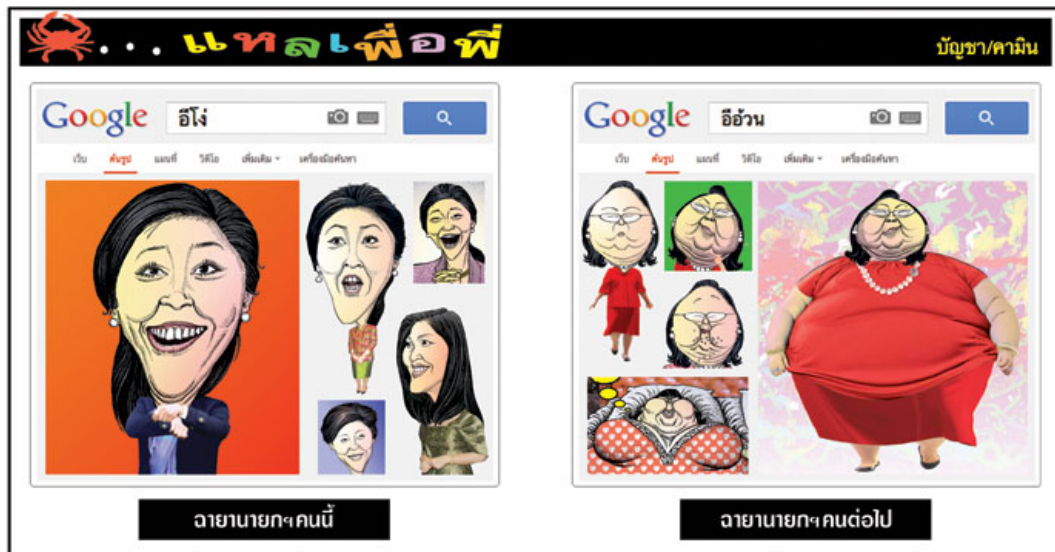 ... แหลเพื่อพี่
บัญชา/คามิน
Google อีโง่
เว็บ ค้นรูป แผนที่ วิดีโอ เพิ่มเติม เครื่องมือค้นหา
ฉายานายกฯคนนี้
Google อีอ้วน
เว็บ ค้นรูป แผนที่ วิดีโอ เพิ่มเติม เครื่องมือค้นหา
ฉายานายกฯคนต่อไป